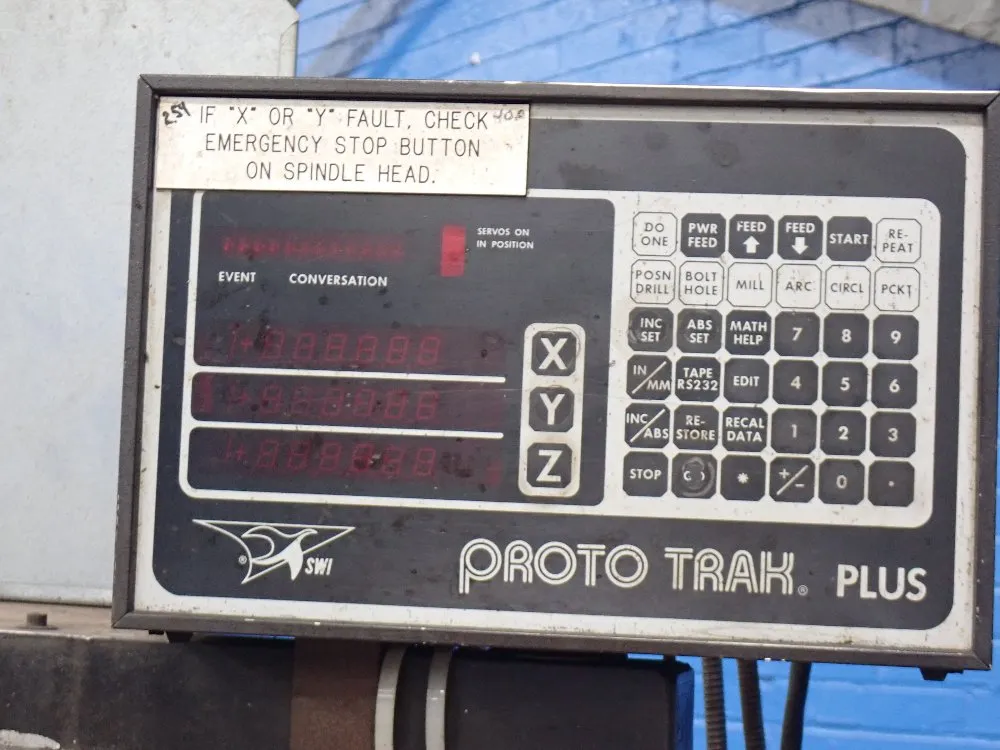 254 IF "X" OR "Y" FAULT, CHECK
EMERGENCY STOP BUTTON
ON SPINDLE HEAD.
SERVOS ON
IN POSITION
EVENT CONVERSATION
X
Y
Z
DO ONE
PWR FEED
FEED ↑
FEED ↓
START
RE-PEAT
POSN DRILL
BOLT HOLE
MILL
ARC
CIRCL
PCKT
INC SET
ABS SET
MATH HELP
7
8
9
IN/MM
TAPE RS232
EDIT
4
5
6
INC/ABS
RE-STORE
RECAL DATA
1
2
3
STOP
*
+/-
0
.
® SWI
PROTO TRAK® PLUS